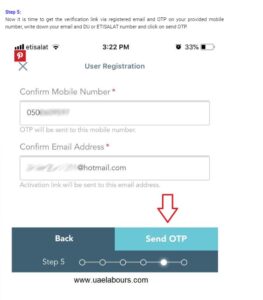 Step 5:
Now it is time to get the verification link via registered email and OTP on your provided mobile
number, write down your email and DU or ETISALAT number and click on send OTP
etisalat 3:22 PM 33%
User Registration
Confirm Mobile Number *
050
OTP will be sent to this mobile number.
Confirm Email Address *
@hotmail.com
Activation link will be sent to this email address.
Back Send OTP
Step 5
www.uaelabours.com